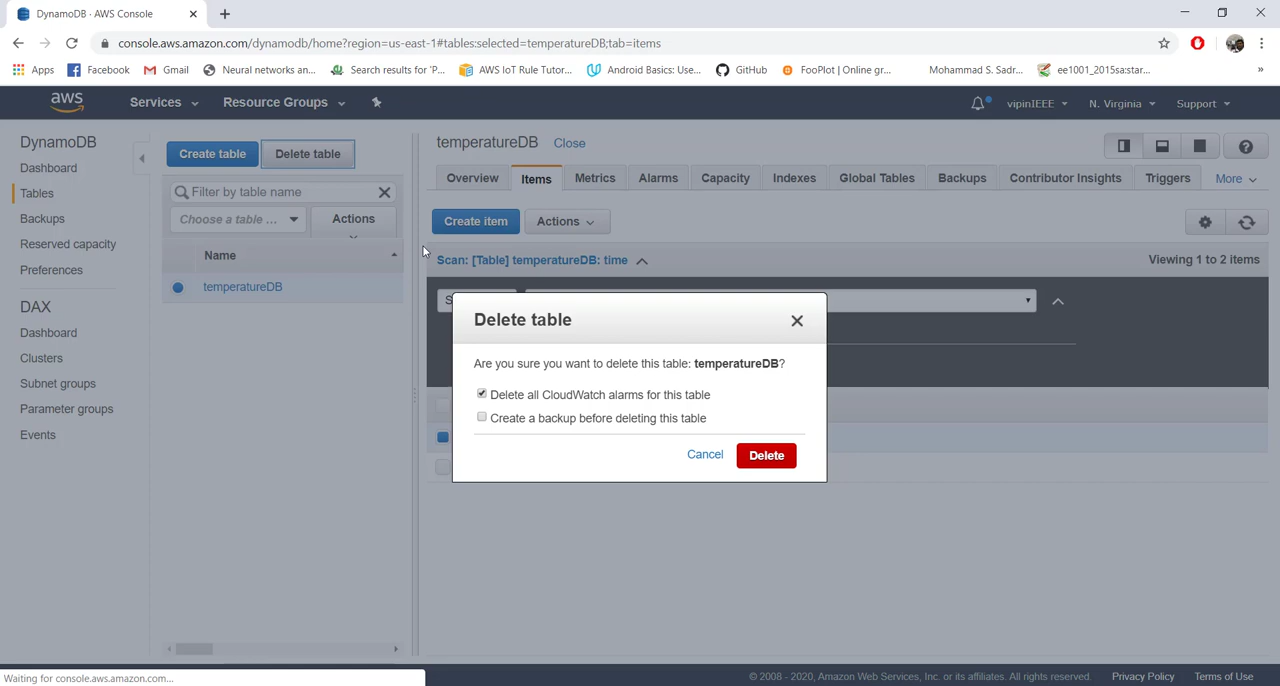 DynamoDB - AWS Console
console.aws.amazon.com/dynamodb/home?region=us-east-1#tables:selected=temperatureDB;tab=items
Apps Facebook Gmail Neural networks an... Search results for 'P... AWS IoT Rule Tutor... Android Basics: Use... GitHub FooPlot | Online gr... Mohammad S. Sadr... ee1001_2015sa:star... »
aws Services Resource Groups vipinIEEE N. Virginia Support
DynamoDB
Dashboard
Tables
Backups
Reserved capacity
Preferences
DAX
Dashboard
Clusters
Subnet groups
Parameter groups
Events
Create table Delete table
Filter by table name
Choose a table ... Actions
Name
temperatureDB
temperatureDB Close
Overview Items Metrics Alarms Capacity Indexes Global Tables Backups Contributor Insights Triggers More
Create item Actions
Scan: [Table] temperatureDB: time Viewing 1 to 2 items
Delete table
Are you sure you want to delete this table: temperatureDB?
Delete all CloudWatch alarms for this table
Create a backup before deleting this table
Cancel Delete
Waiting for console.aws.amazon.com...
© 2008 - 2020, Amazon Web Services, Inc. or its affiliates. All rights reserved. Privacy Policy Terms of Use